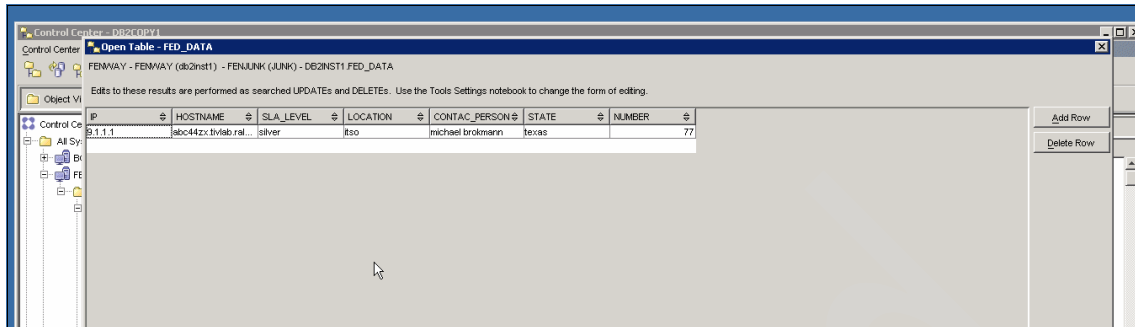 Control Center - DB2COPY1
Control Center
Open Table - FED_DATA
FENWAY - FENWAY (db2inst1) - FENJUNK (JUNK) - DB2INST1.FED_DATA
Edits to these results are performed as searched UPDATEs and DELETEs. Use the Tools Settings notebook to change the form of editing.
Object Vi
Control Ce
All Sy
BO
FE
IP HOSTNAME SLA_LEVEL LOCATION CONTAC_PERSON STATE NUMBER
9.1.1.1 abc44zx.tivlab.ral... silver itso michael brokmann texas 77
Add Row
Delete Row